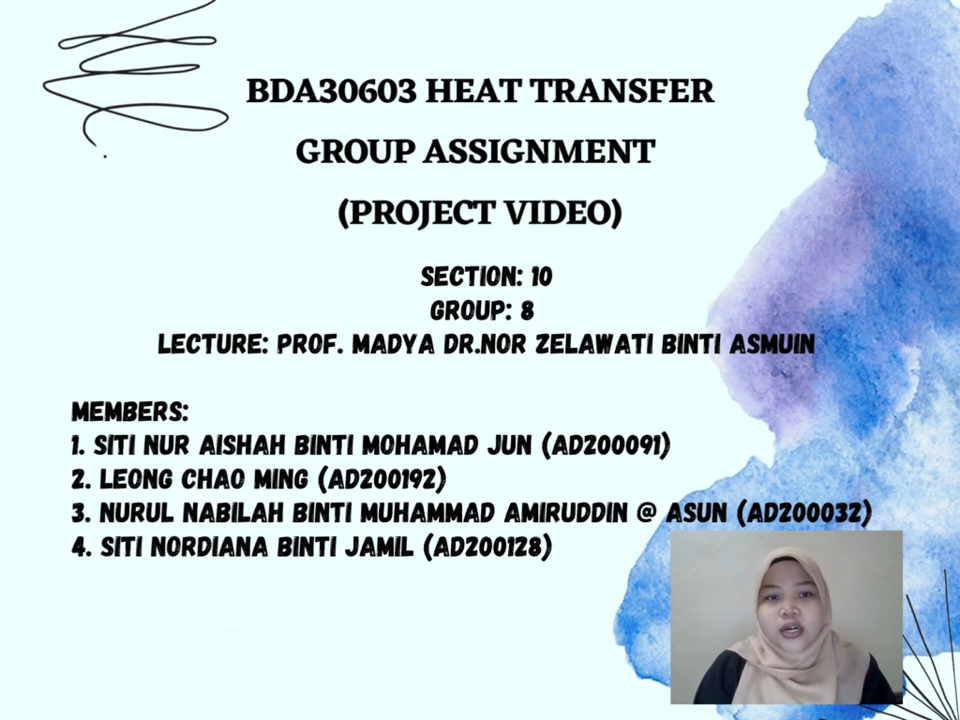 BDA30603 HEAT TRANSFER
GROUP ASSIGNMENT
(PROJECT VIDEO)
SECTION: 10
GROUP: 8
LECTURE: PROF. MADYA DR.NOR ZELAWATI BINTI ASMUIN
MEMBERS:
1. SITI NUR AISHAH BINTI MOHAMAD JUN (AD200091)
2. LEONG CHAO MING (AD200192)
3. NURUL NABILAH BINTI MUHAMMAD AMIRUDDIN @ ASUN (AD200032)
4. SITI NORDIANA BINTI JAMIL (AD200128)